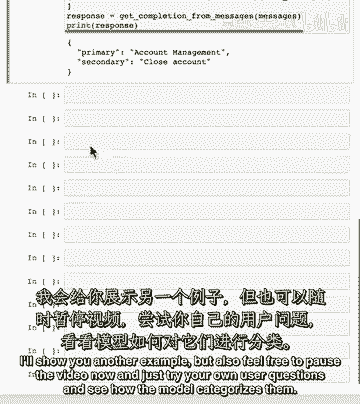 ]
response = get_completion_from_messages(messages)
print(response)
{
"primary": "Account Management",
"secondary": "Close account"
}
In [ ]:
In [ ]:
In [ ]:
In [ ]:
In [ ]:
In [ ]:
In [ ]:
In [ ]:
In [ ]:
我会给你展示另一个例子，但也可以随
时暂停视频，尝试你自己的用户问题，
看看模型如何对它们进行分类。
I'll show you another example, but also feel free to pause
the video now and just try your own user questions
and see how the model categorizes them.